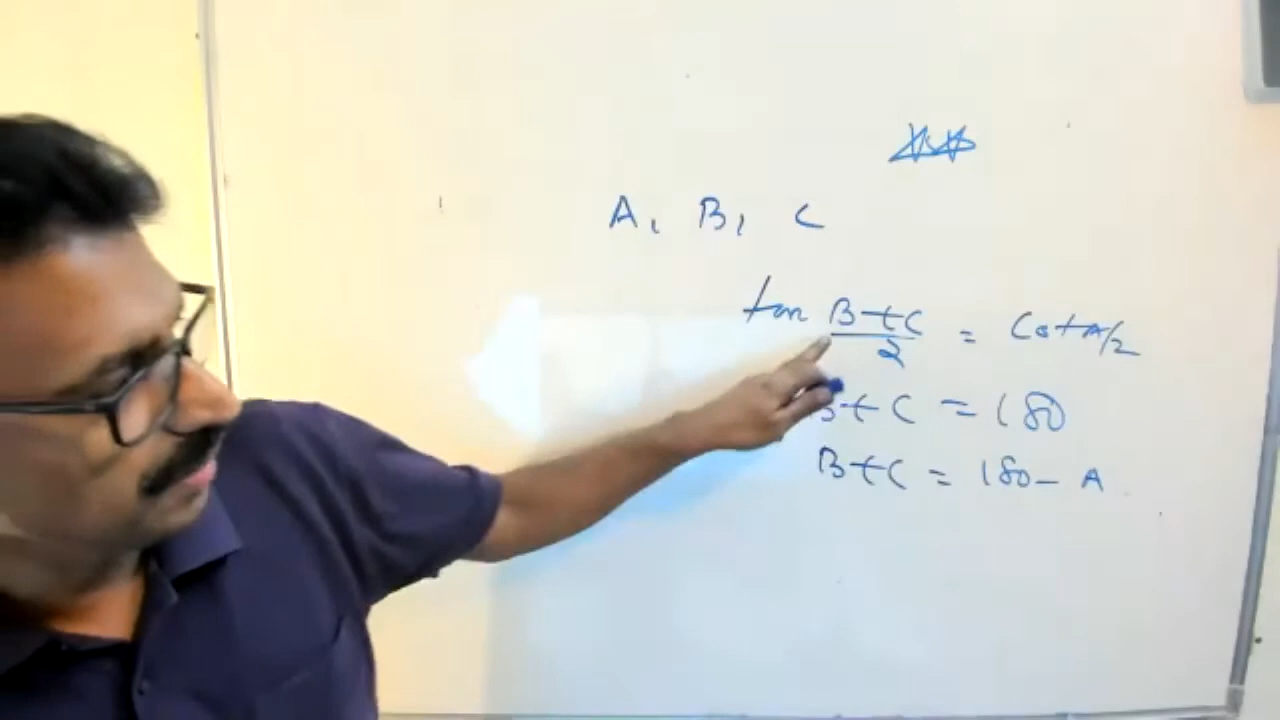 A, B, C
tan B+C/2 = Cot A/2
B+C = 180
B+C = 180 - A